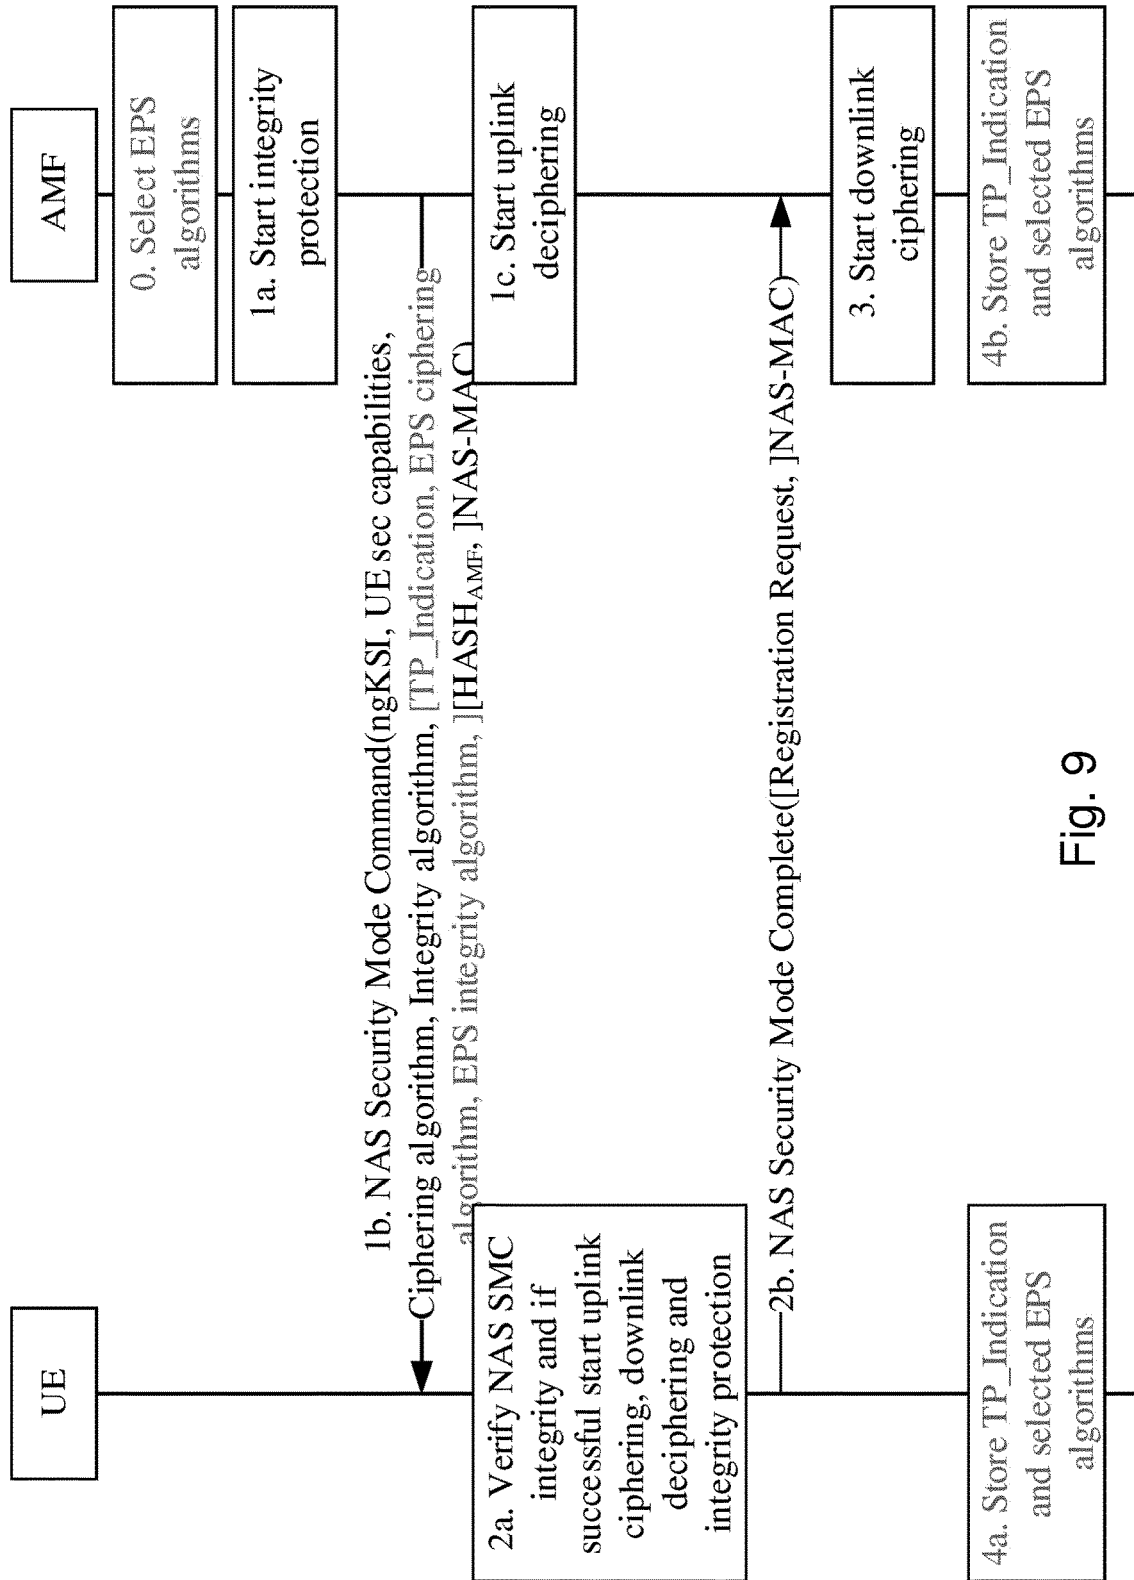 UE
AMF
0. Select EPS
algorithms
1a. Start integrity
protection
1b. NAS Security Mode Command(ngKSI, UE sec capabilities,
Ciphering algorithm, Integrity algorithm, [TP_Indication, EPS ciphering
algorithm, EPS integrity algorithm, ][HASHAMF, ]NAS-MAC)
1c. Start uplink
deciphering
2a. Verify NAS SMC
integrity and if
successful start uplink
ciphering, downlink
deciphering and
integrity protection
2b. NAS Security Mode Complete([Registration Request, ]NAS-MAC)
3. Start downlink
ciphering
4a. Store TP_Indication
and selected EPS
algorithms
4b. Store TP_Indication
and selected EPS
algorithms
Fig. 9